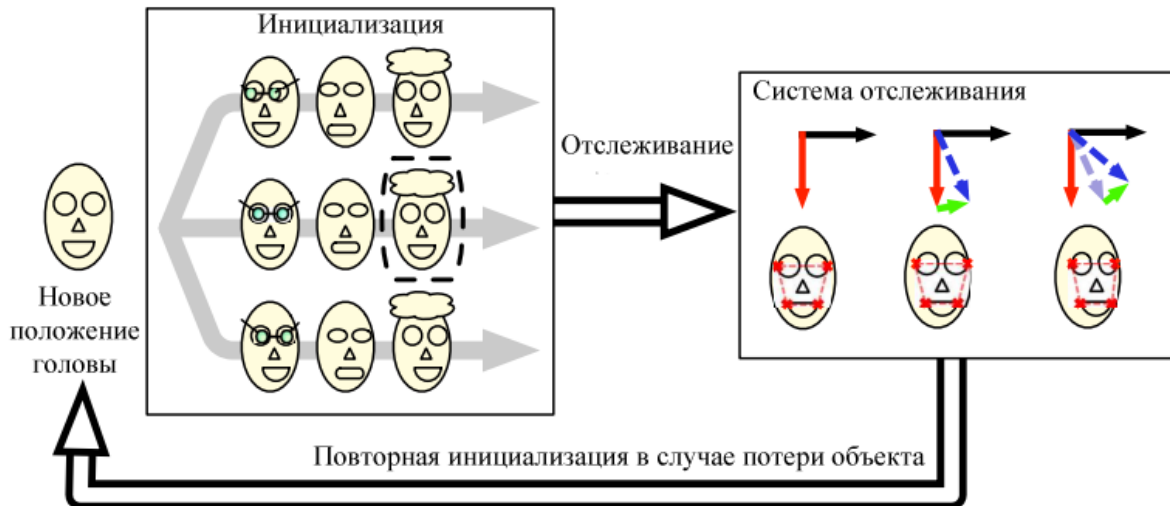 Инициализация
Система отслеживания
Отслеживание
Новое
положение
головы
Повторная инициализация в случае потери объекта